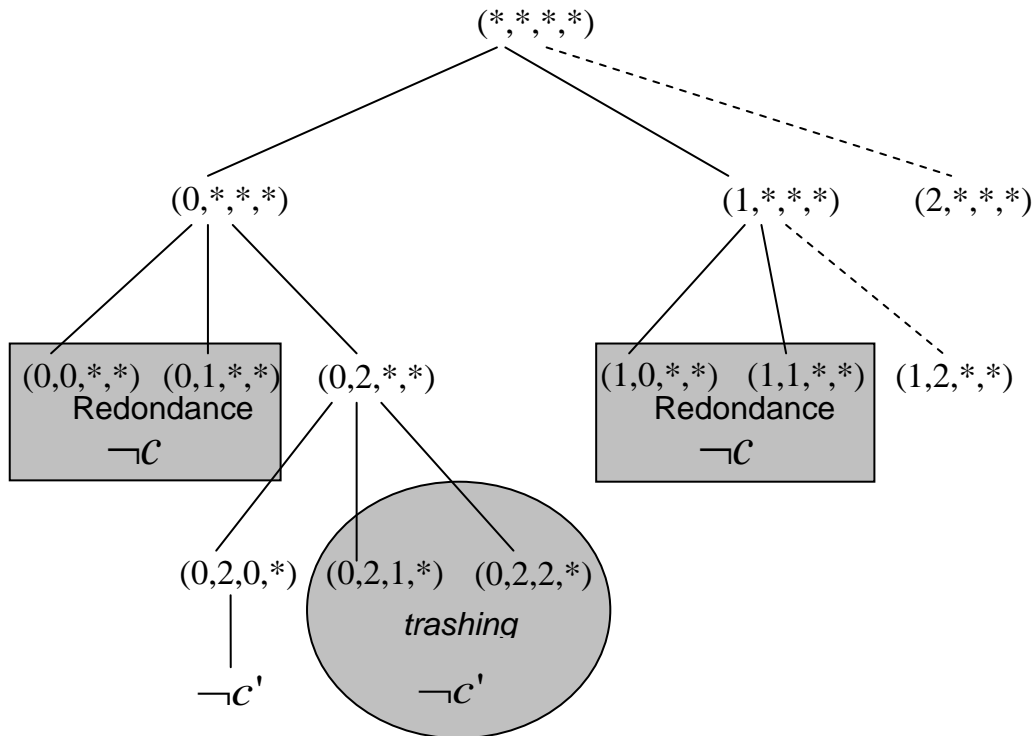 (*,*,*,*)
(0,*,*,*) (1,*,*,*) (2,*,*,*)
(0,0,*,*) (0,1,*,*) (0,2,*,*) (1,0,*,*) (1,1,*,*) (1,2,*,*)
Redondance Redondance
¬c ¬c
(0,2,0,*) (0,2,1,*) (0,2,2,*)
trashing
¬c' ¬c'